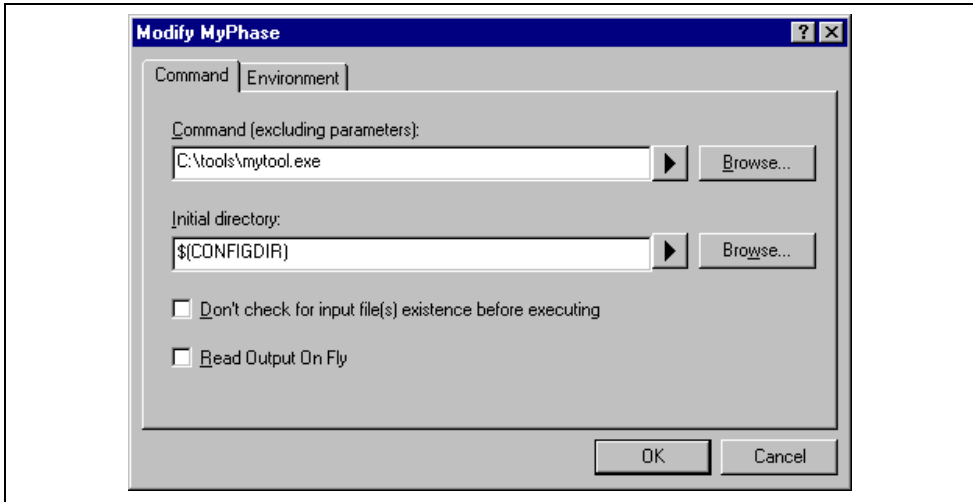 Modify MyPhase
Command Environment
Command (excluding parameters):
C:\tools\mytool.exe Browse...
Initial directory:
$(CONFIGDIR) Browse...
Don't check for input file(s) existence before executing
Read Output On Fly
OK Cancel